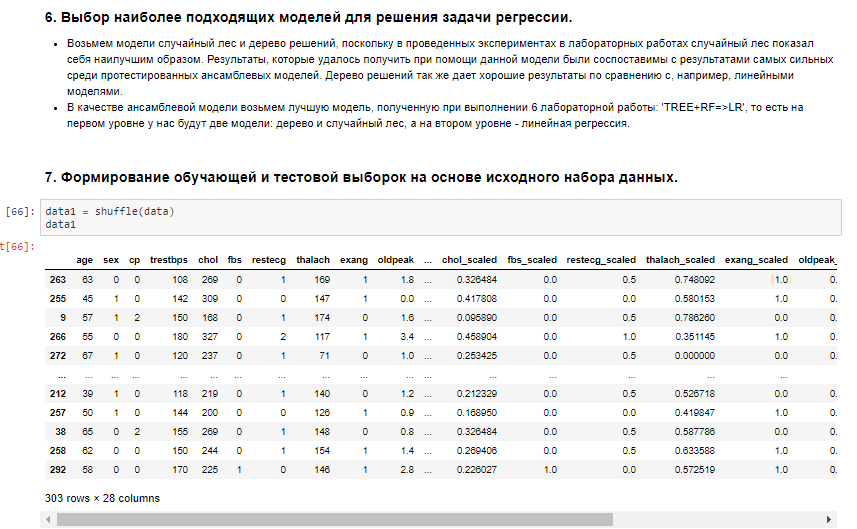 6. Выбор наиболее подходящих моделей для решения задачи регрессии.
• Возьмем модели случайный лес и дерево решений, поскольку в проведенных экспериментах в лабораторных работах случайный лес показал
себя наилучшим образом. Результаты, которые удалось получить при помощи данной модели были соспоставимы с результатами самых сильных
среди протестированных ансамблевых моделей. Дерево решений так же дает хорошие результаты по сравнению с, например, линейными
моделями.
• В качестве ансамблевой модели возьмем лучшую модель, полученную при выполнении 6 лабораторной работы: 'TREE+RF=>LR', то есть на
первом уровне у нас будут две модели: дерево и случайный лес, а на втором уровне - линейная регрессия.
7. Формирование обучающей и тестовой выборок на основе исходного набора данных.
[66]: data1 = shuffle(data)
data1
t[66]:
age sex cp trestbps chol fbs restecg thalach exang oldpeak ... chol_scaled fbs_scaled restecg_scaled thalach_scaled exang_scaled oldpeak_
263 63 0 0 108 269 0 1 169 1 1.8 ... 0.326484 0.0 0.5 0.748092 1.0 0.
255 45 1 0 142 309 0 0 147 1 0.0 ... 0.417808 0.0 0.0 0.580153 1.0 0.
9 57 1 2 150 168 0 1 174 0 1.6 ... 0.095890 0.0 0.5 0.786260 0.0 0.
266 55 0 0 180 327 0 2 117 1 3.4 ... 0.458904 0.0 1.0 0.351145 1.0 0.
272 67 1 0 120 237 0 1 71 0 1.0 ... 0.253425 0.0 0.5 0.000000 0.0 0.
... ... ... ... ... ... ... ... ... ... ... ... ... ... ... ... ...
212 39 1 0 118 219 0 1 140 0 1.2 ... 0.212329 0.0 0.5 0.526718 0.0 0.
257 50 1 0 144 200 0 0 126 1 0.9 ... 0.168950 0.0 0.0 0.419847 1.0 0.
38 65 0 2 155 269 0 1 148 0 0.8 ... 0.326484 0.0 0.5 0.587786 0.0 0.
258 62 0 0 150 244 0 1 154 1 1.4 ... 0.269406 0.0 0.5 0.633588 1.0 0.
292 58 0 0 170 225 1 0 146 1 2.8 ... 0.226027 1.0 0.0 0.572519 1.0 0.
303 rows × 28 columns